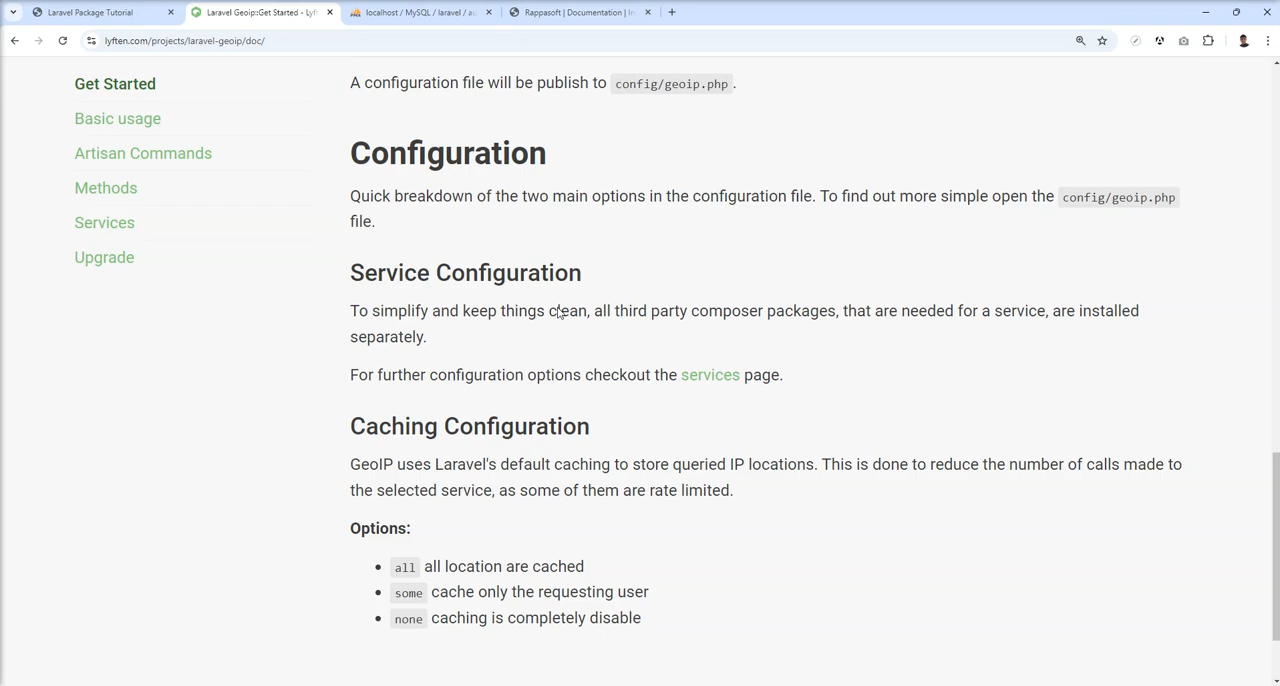 Laravel Package Tutorial
Laravel Geoip::Get Started - Lyft
localhost / MySQL / laravel / au
Rappasoft | Documentation | In
lyften.com/projects/laravel-geoip/doc/
Get Started
Basic usage
Artisan Commands
Methods
Services
Upgrade
A configuration file will be publish to config/geoip.php.
Configuration
Quick breakdown of the two main options in the configuration file. To find out more simple open the config/geoip.php
file.
Service Configuration
To simplify and keep things clean, all third party composer packages, that are needed for a service, are installed
separately.
For further configuration options checkout the services page.
Caching Configuration
GeoIP uses Laravel's default caching to store queried IP locations. This is done to reduce the number of calls made to
the selected service, as some of them are rate limited.
Options:
all all location are cached
some cache only the requesting user
none caching is completely disable